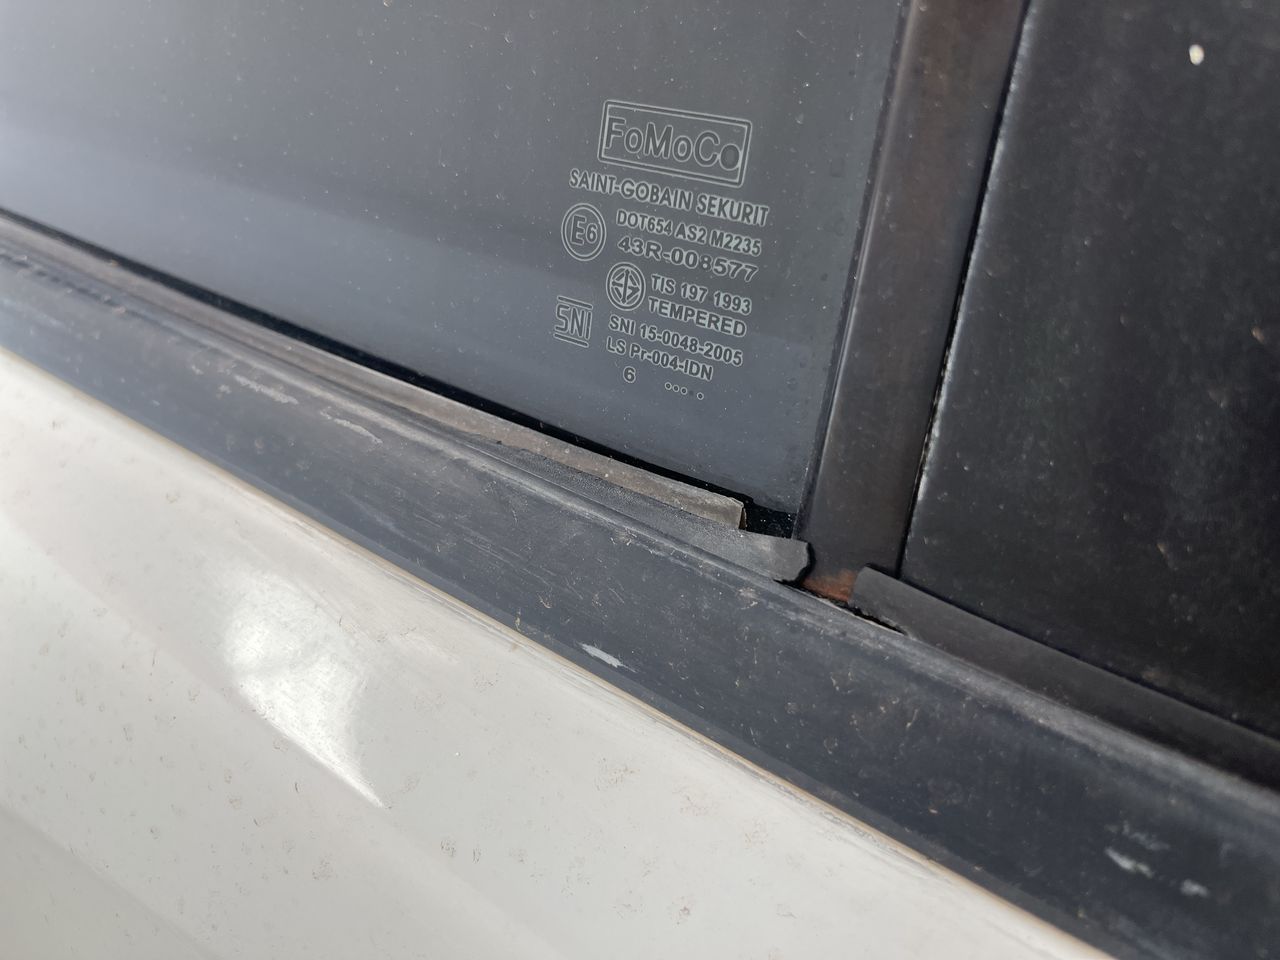 FoMoCo
SAINT-GOBAIN SEKURIT
E6
DOT654 AS2 M2235
43R-008577
TIS 197 1993
TEMPERED
SNI
SNI 15-0048-2005
LS Pr-004-IDN
6 .....